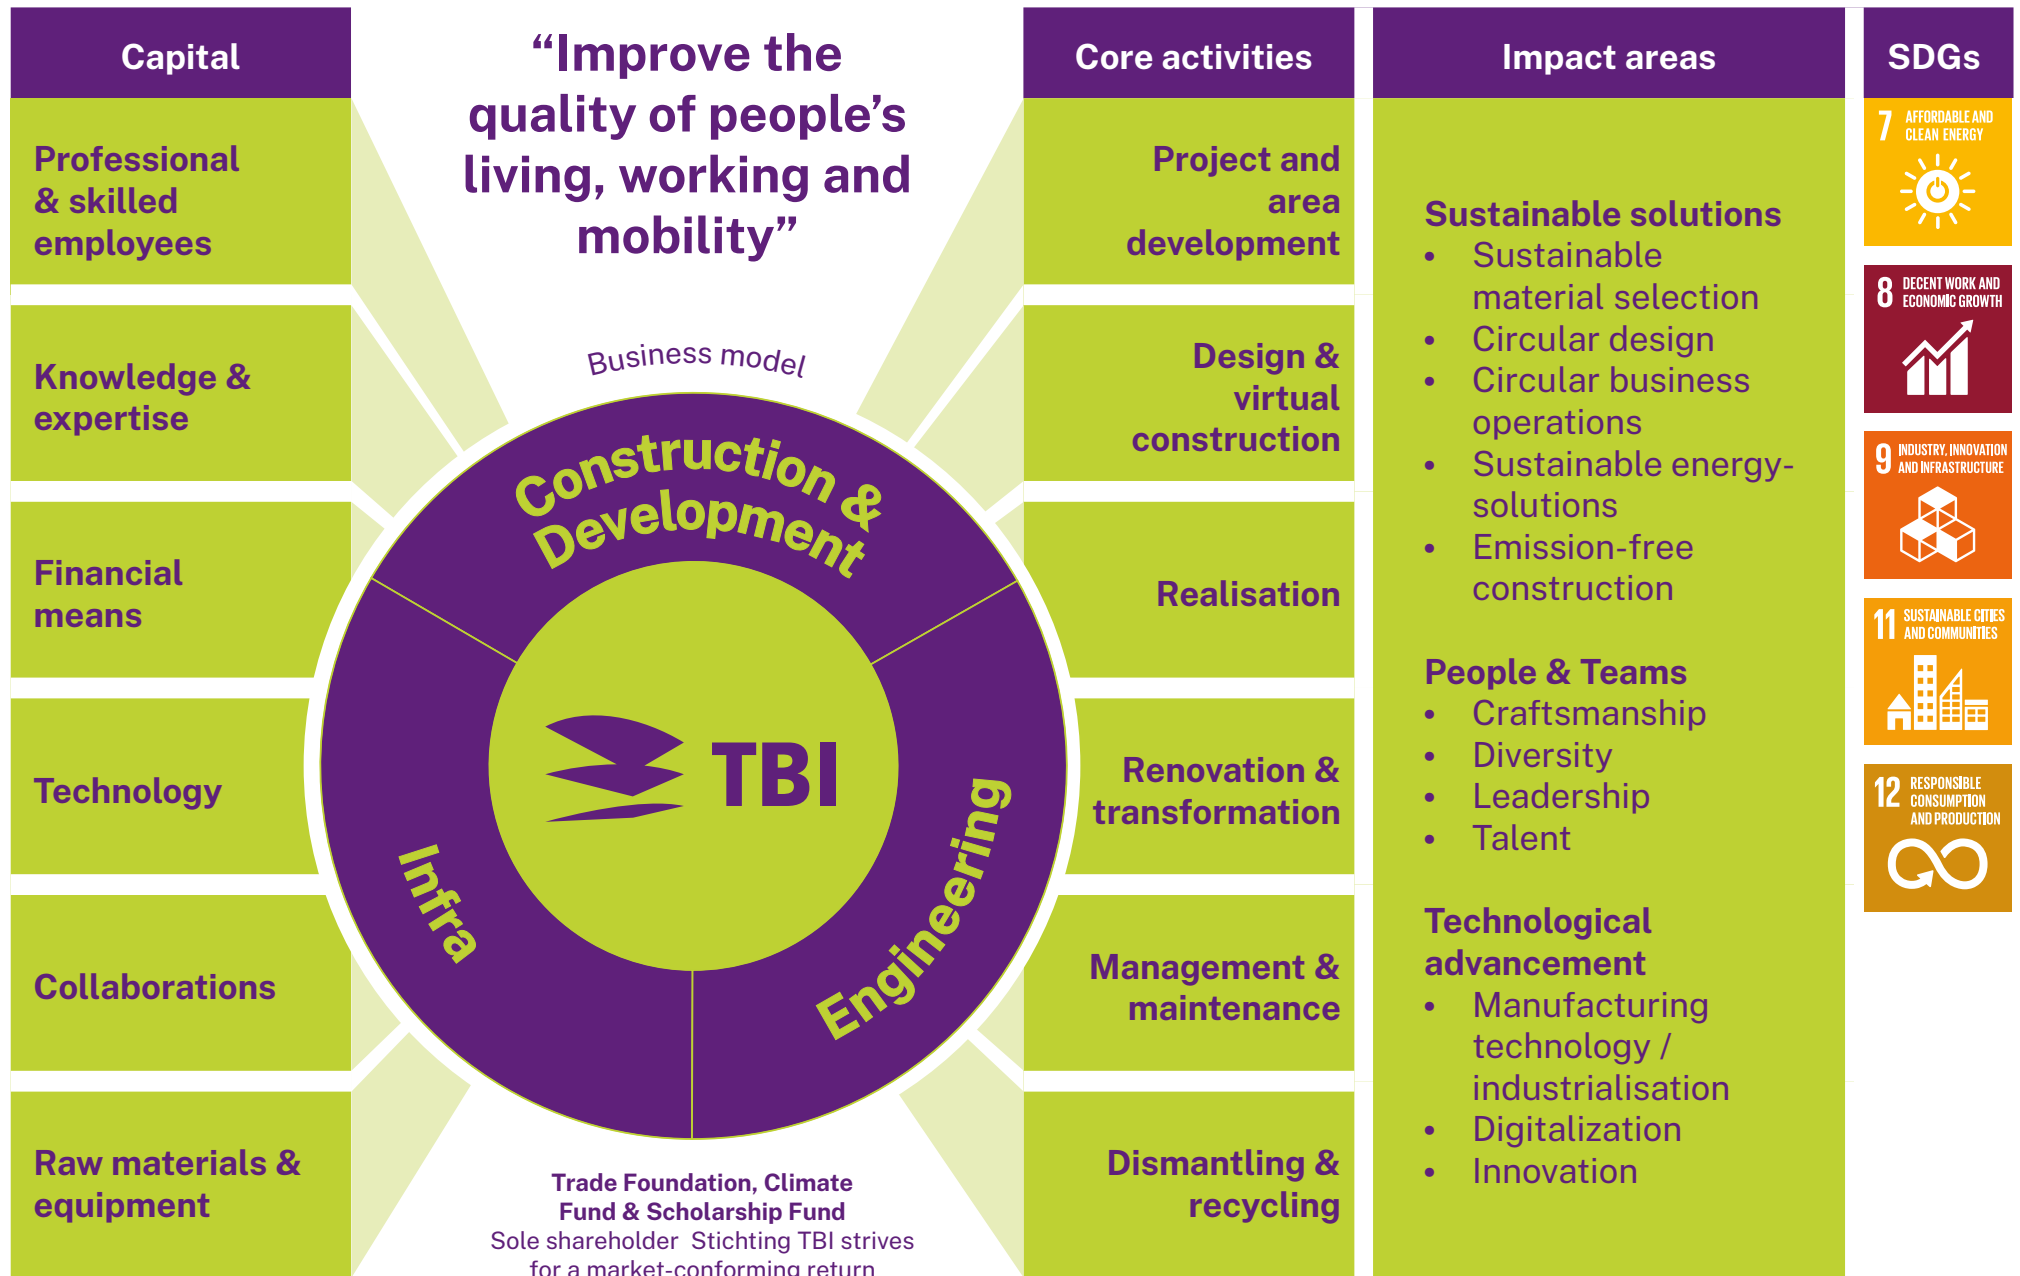 Capital
Professional
& skilled
employees
Knowledge &
expertise
Financial
means
Technology
Collaborations
Raw materials &
equipment
“Improve the
quality of people’s
living, working and
mobility”
Business model
Construction &
Development
Infra
Engineering
TBI
Trade Foundation, Climate
Fund & Scholarship Fund
Sole shareholder Stichting TBI strives
for a market-conforming return
Core activities
Project and
area
development
Design &
virtual
construction
Realisation
Renovation &
transformation
Management &
maintenance
Dismantling &
recycling
Impact areas
Sustainable solutions
• Sustainable
material selection
• Circular design
• Circular business
operations
• Sustainable energy-
solutions
• Emission-free
construction
People & Teams
• Craftsmanship
• Diversity
• Leadership
• Talent
Technological
advancement
• Manufacturing
technology /
industrialisation
• Digitalization
• Innovation
SDGs
7 AFFORDABLE AND
CLEAN ENERGY
8 DECENT WORK AND
ECONOMIC GROWTH
9 INDUSTRY, INNOVATION
AND INFRASTRUCTURE
11 SUSTAINABLE CITIES
AND COMMUNITIES
12 RESPONSIBLE
CONSUMPTION
AND PRODUCTION